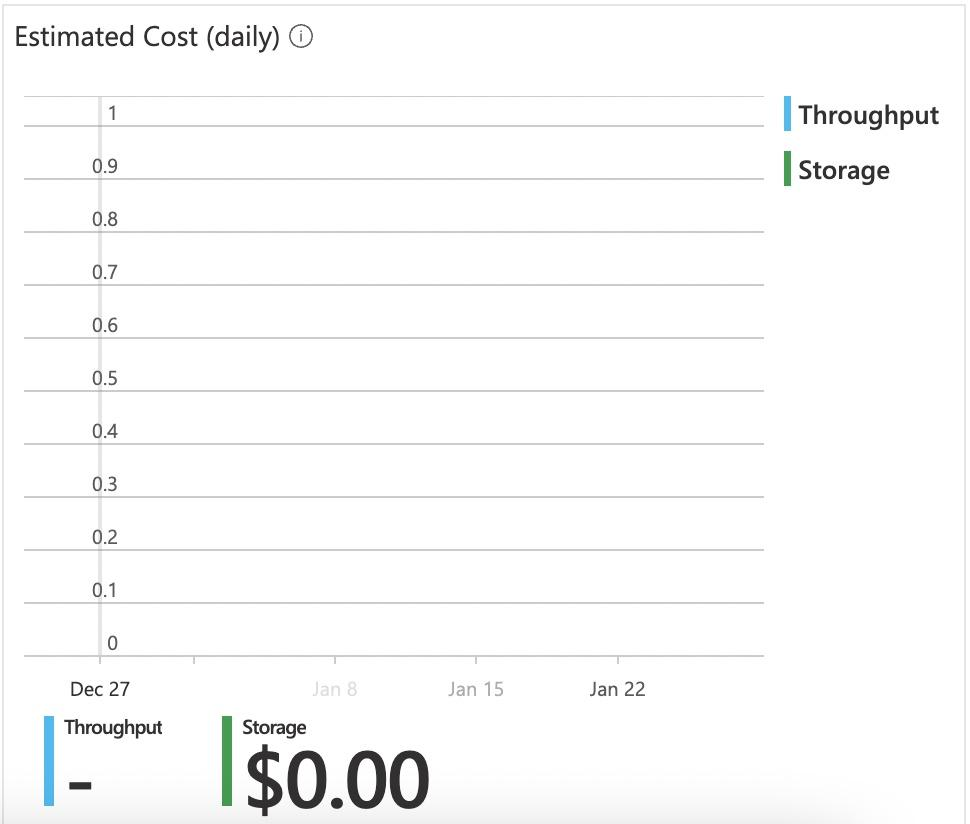 Estimated Cost (daily)
Throughput
Storage
1
0.9
0.8
0.7
0.6
0.5
0.4
0.3
0.2
0.1
0
Dec 27 Jan 8 Jan 15 Jan 22
Throughput Storage
- $0.00